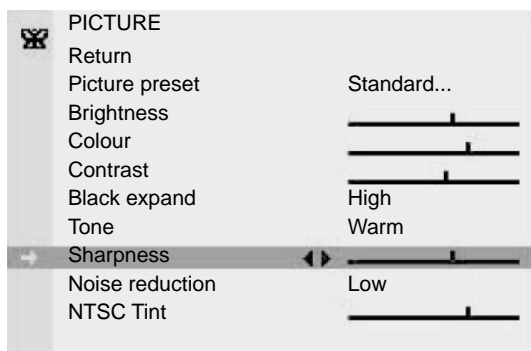 PICTURE
Return
Picture preset Standard...
Brightness
Colour
Contrast
Black expand High
Tone Warm
Sharpness
Noise reduction Low
NTSC Tint